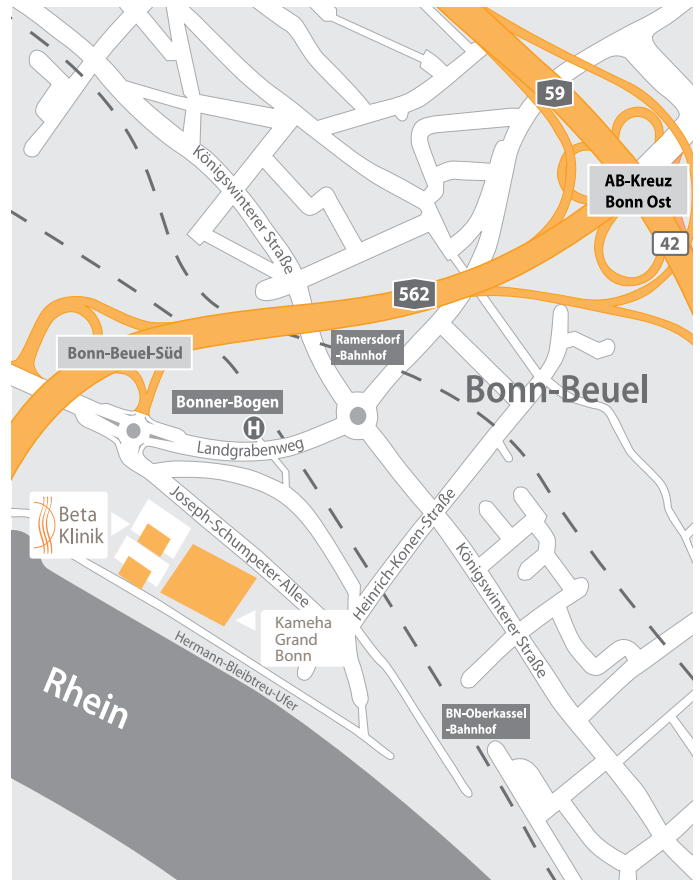 59
AB-Kreuz
Bonn Ost
42
Königswinterer Straße
562
Ramersdorf
-Bahnhof
Bonn-Beuel-Süd
Bonn-Beuel
Bonner-Bogen
H
Landgrabenweg
Beta
Klinik
Joseph-Schumpeter-Allee
Heinrich-Konen-Straße
Königswinterer Straße
Kameha
Grand
Bonn
Hermann-Bleibtreu-Ufer
Rhein
BN-Oberkassel
-Bahnhof